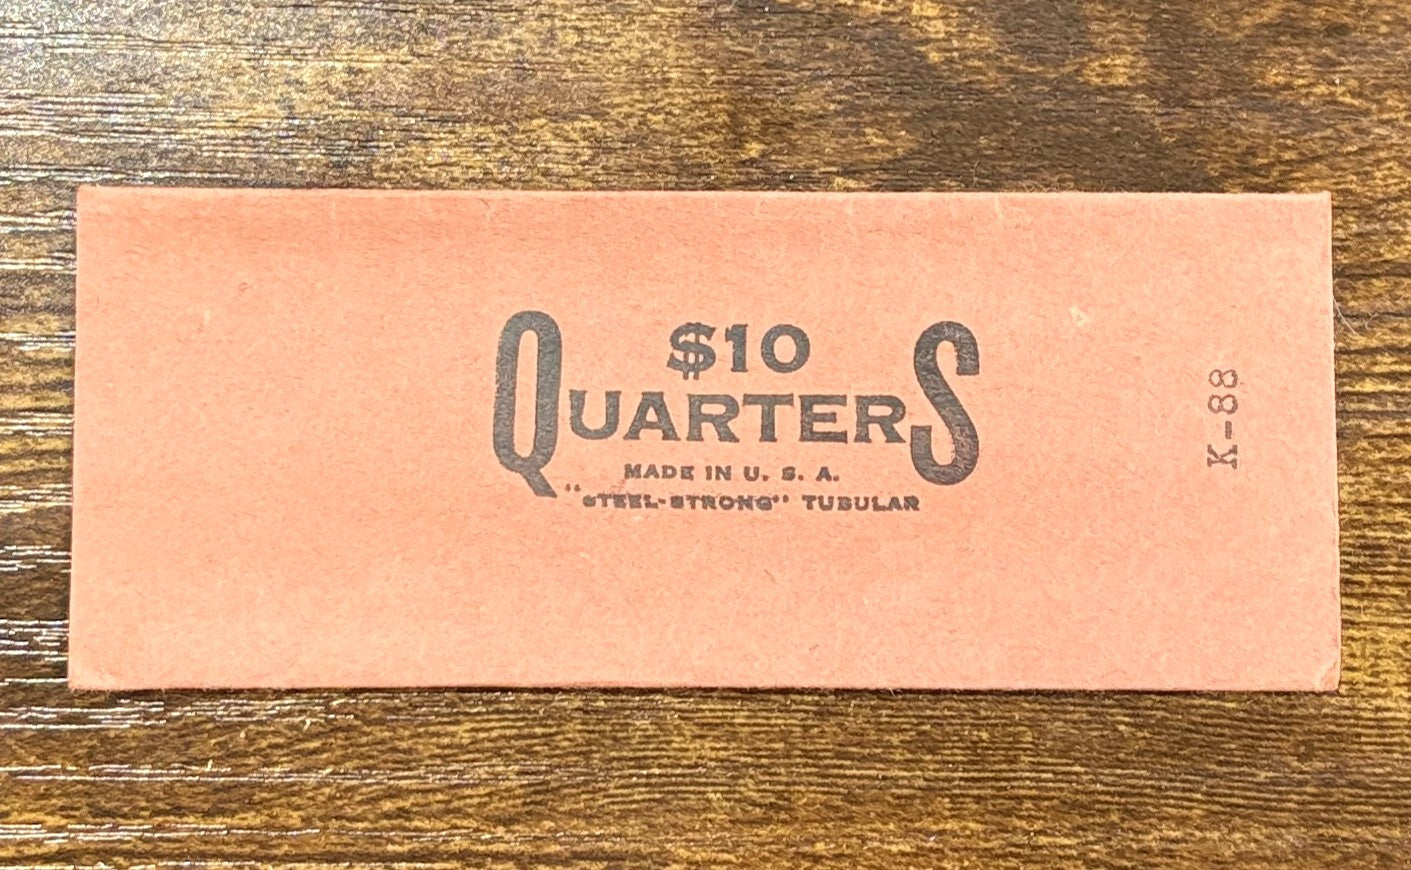 $10
QUARTERS
MADE IN U. S. A.
"STEEL-STRONG" TUBULAR
K-88